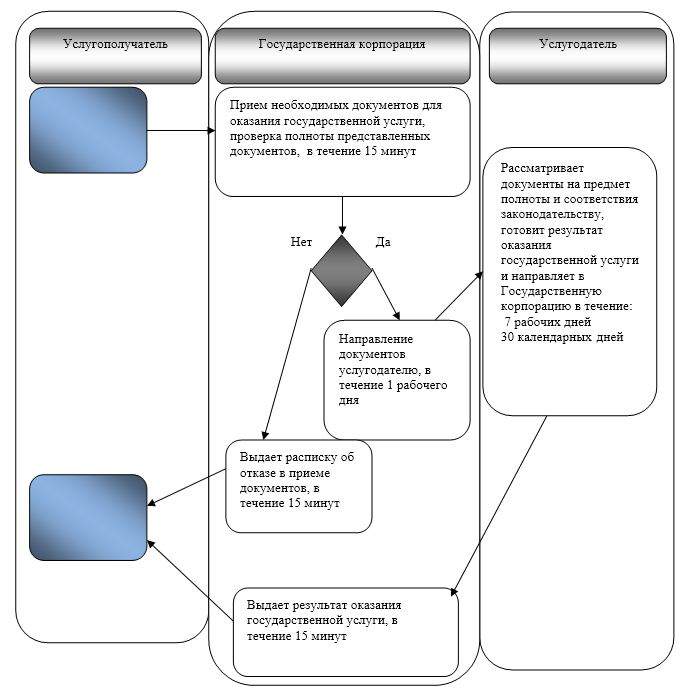 Услугополучатель
Государственная корпорация
Услугодатель
Прием необходимых документов для
оказания государственной услуги,
проверка полноты представленных
документов, в течение 15 минут
Рассматривает
документы на предмет
полноты и соответствия
законодательству,
готовит результат
оказания
государственной услуги
и направляет в
Государственную
корпорацию в течение:
7 рабочих дней
30 календарных дней
Нет
Да
Направление
документов
услугодателю, в
течение 1 рабочего
дня
Выдает расписку об
отказе в приеме
документов, в
течение 15 минут
Выдает результат оказания
государственной услуги, в
течение 15 минут